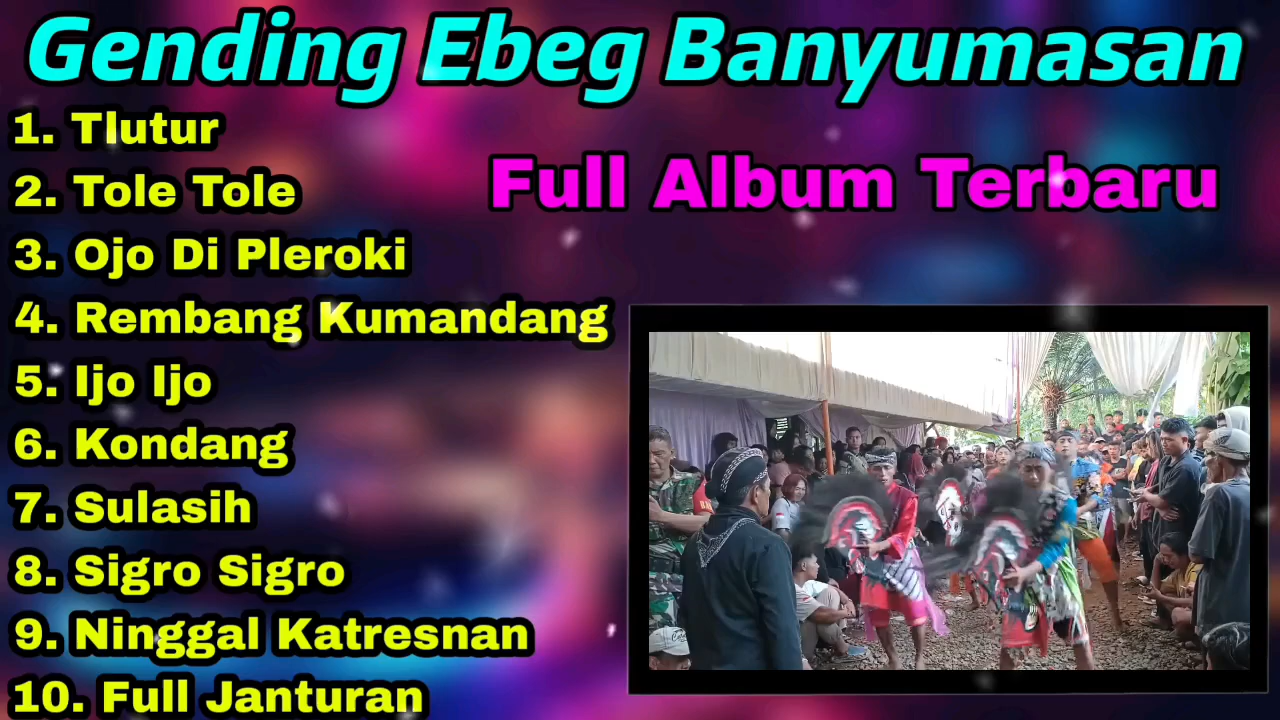 Gending Ebeg Banyumasan
Full Album Terbaru
1. Tlutur
2. Tole Tole
3. Ojo Di Pleroki
4. Rembang Kumandang
5. Ijo Ijo
6. Kondang
7. Sulasih
8. Sigro Sigro
9. Ninggal Katresnan
10. Full Janturan